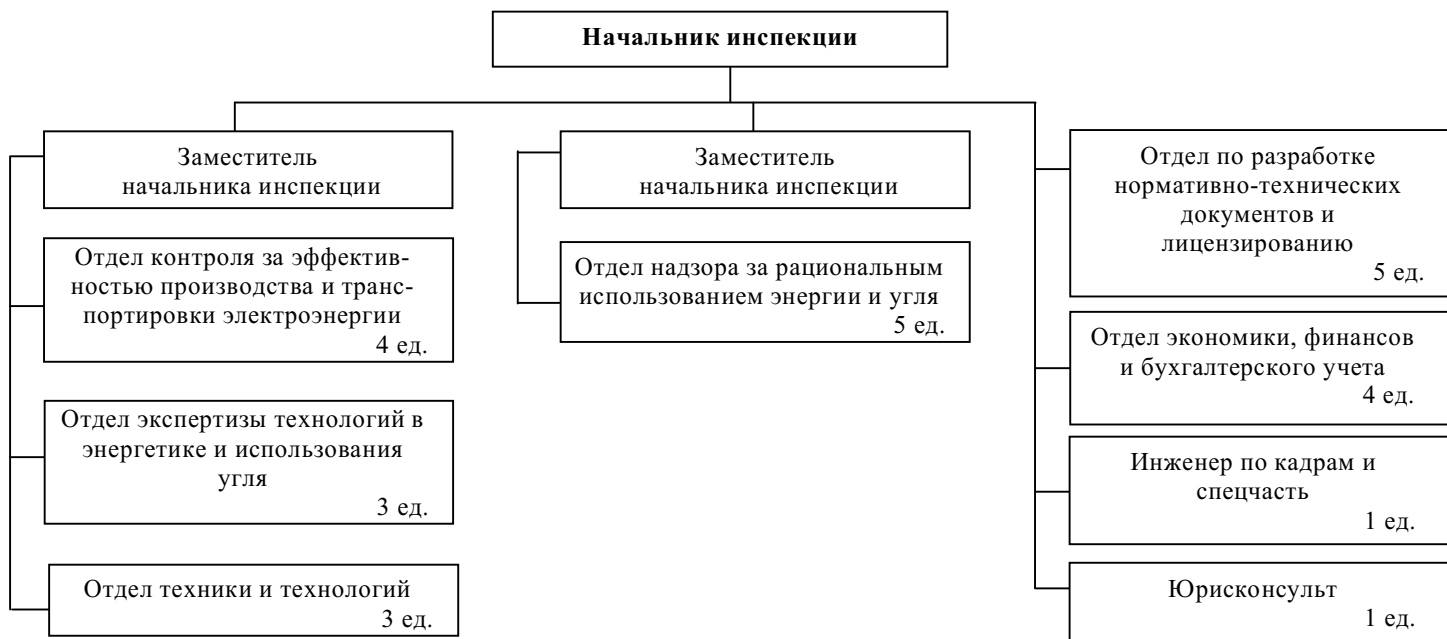 Начальник инспекции
Заместитель
начальника инспекции
Отдел контроля за эффектив-
ностью производства и транс-
портировки электроэнергии
4 ед.
Отдел экспертизы технологий в
энергетике и использования
угля
3 ед.
Отдел техники и технологий
3 ед.
Заместитель
начальника инспекции
Отдел надзора за рациональным
использованием энергии и угля
5 ед.
Отдел по разработке
нормативно-технических
документов и
лицензированию
5 ед.
Отдел экономики, финансов
и бухгалтерского учета
4 ед.
Инженер по кадрам и
спецчасть
1 ед.
Юрисконсульт
1 ед.